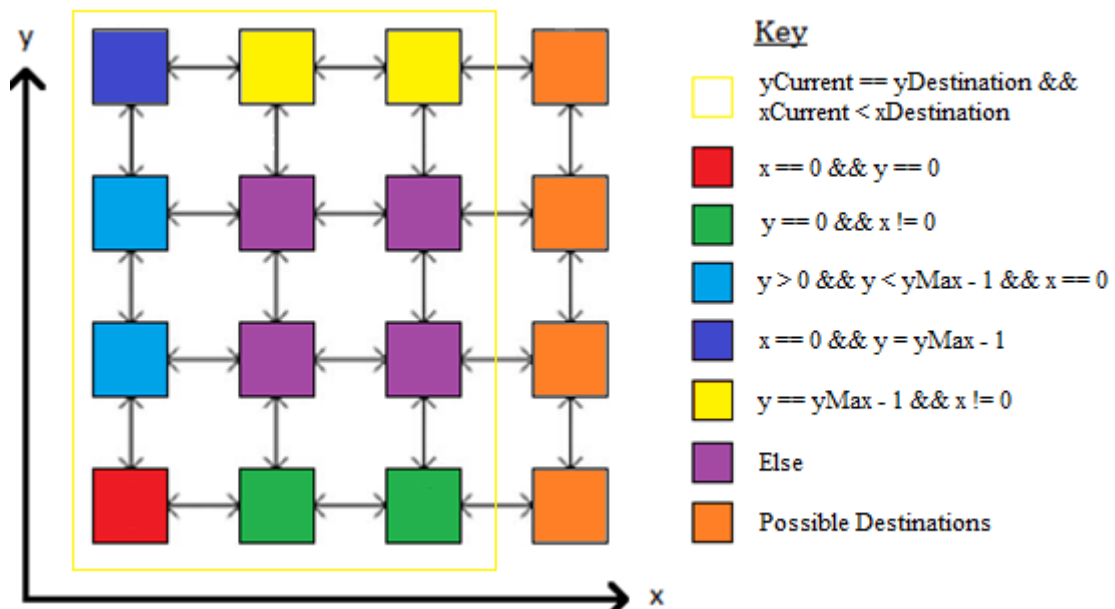 y
Key
yCurrent == yDestination &&
xCurrent < xDestination
x == 0 && y == 0
y == 0 && x != 0
y > 0 && y < yMax - 1 && x == 0
x == 0 && y = yMax - 1
y == yMax - 1 && x != 0
Else
Possible Destinations
x